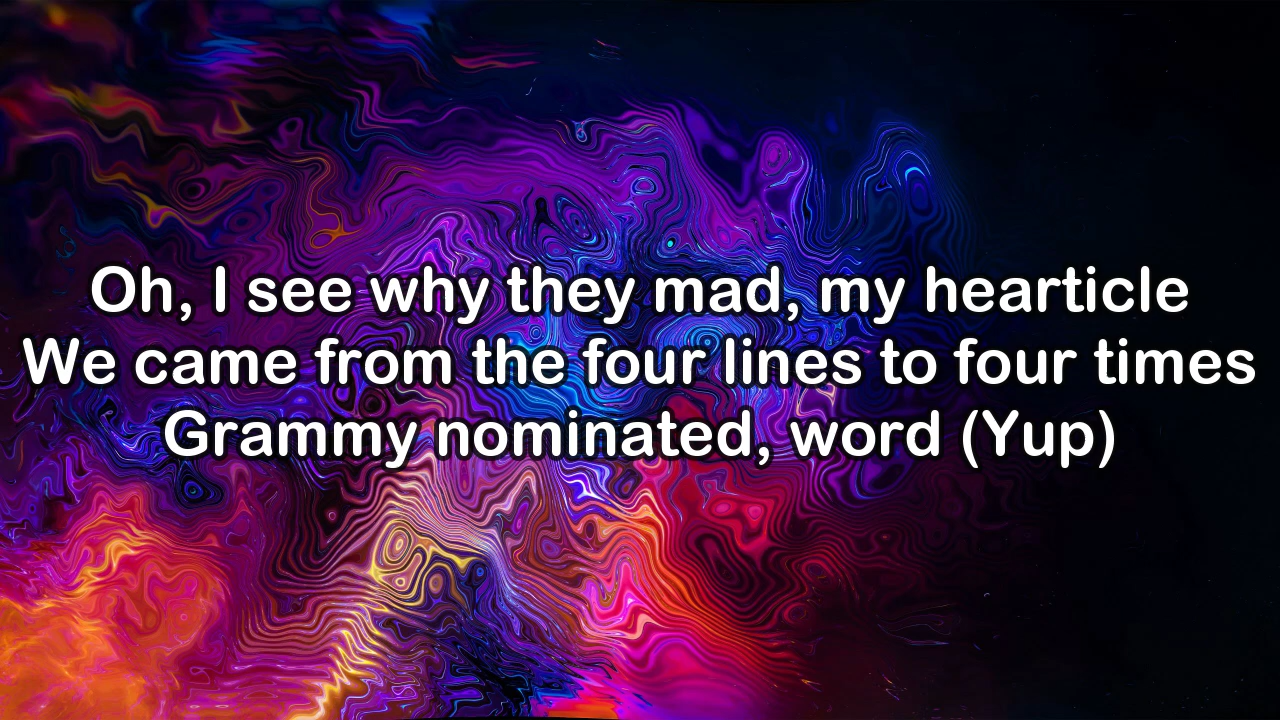 Oh, I see why they mad, my hearticle
We came from the four lines to four times
Grammy nominated, word (Yup)